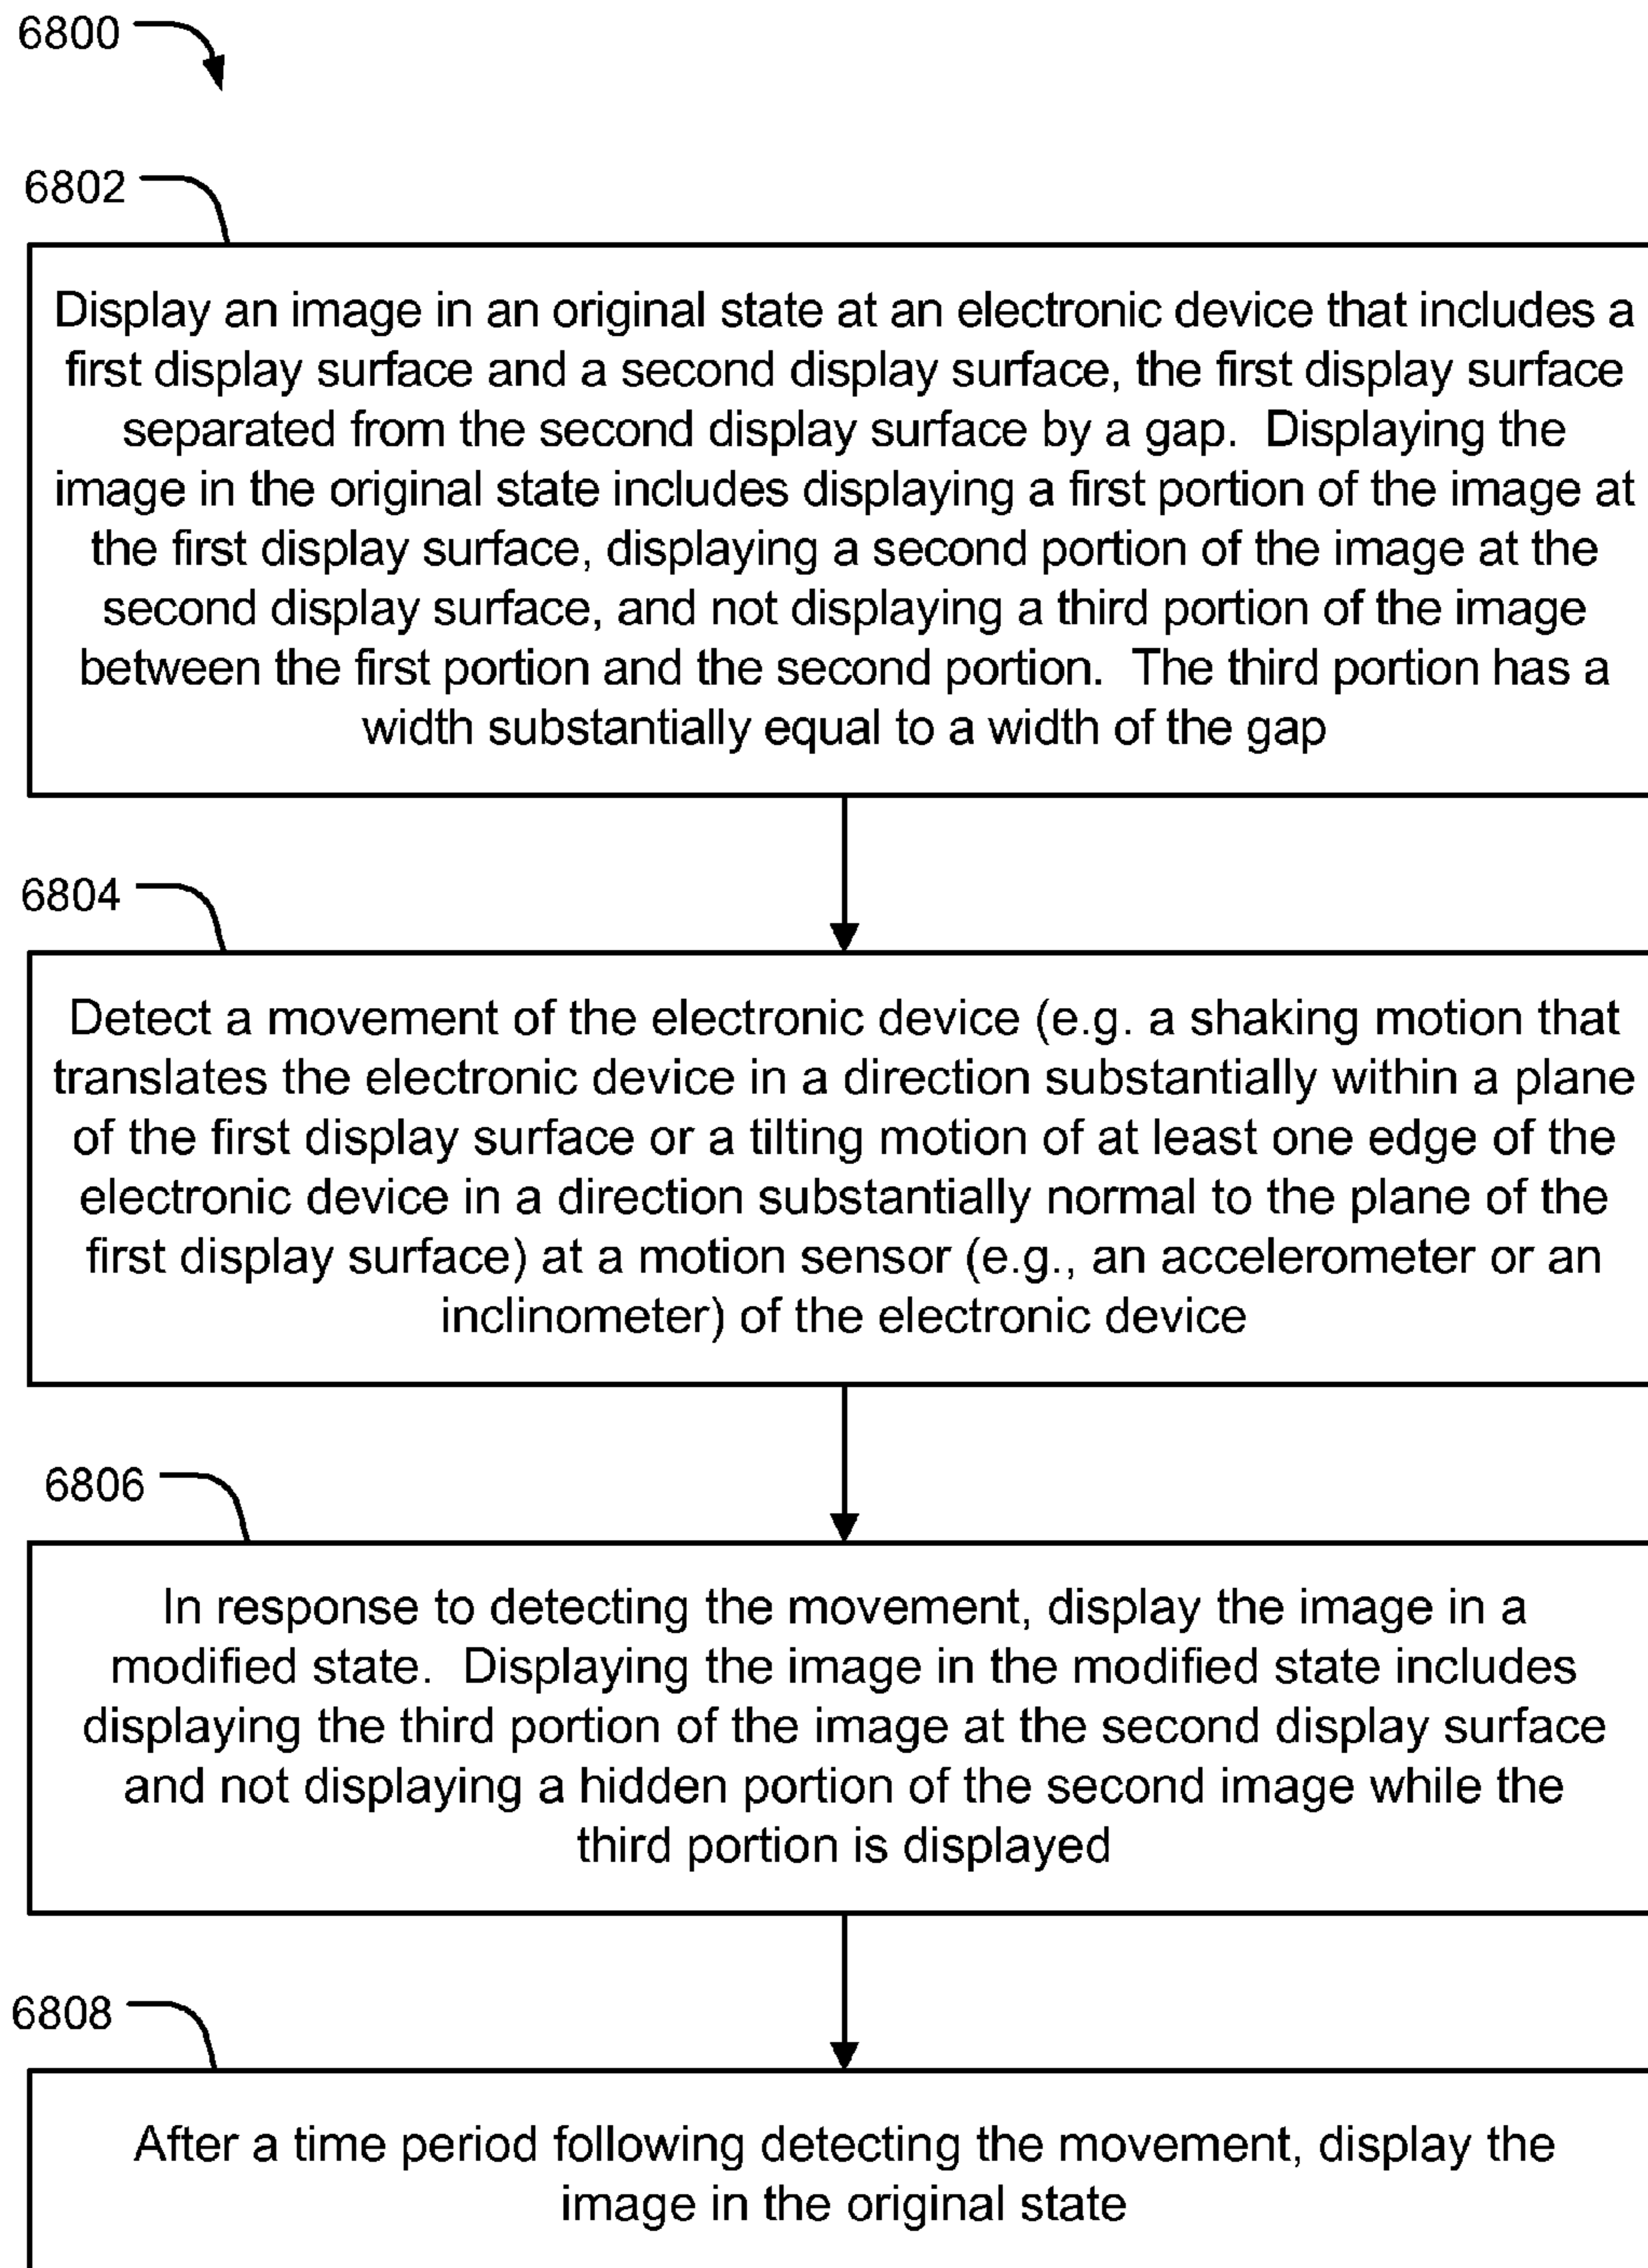 6800
6802
Display an image in an original state at an electronic device that includes a
first display surface and a second display surface, the first display surface
separated from the second display surface by a gap. Displaying the
image in the original state includes displaying a first portion of the image at
the first display surface, displaying a second portion of the image at the
second display surface, and not displaying a third portion of the image
between the first portion and the second portion. The third portion has a
width substantially equal to a width of the gap
6804
Detect a movement of the electronic device (e.g. a shaking motion that
translates the electronic device in a direction substantially within a plane
of the first display surface or a tilting motion of at least one edge of the
electronic device in a direction substantially normal to the plane of the
first display surface) at a motion sensor (e.g., an accelerometer or an
inclinometer) of the electronic device
6806
In response to detecting the movement, display the image in a
modified state. Displaying the image in the modified state includes
displaying the third portion of the image at the second display surface
and not displaying a hidden portion of the second image while the
third portion is displayed
6808
After a time period following detecting the movement, display the
image in the original state